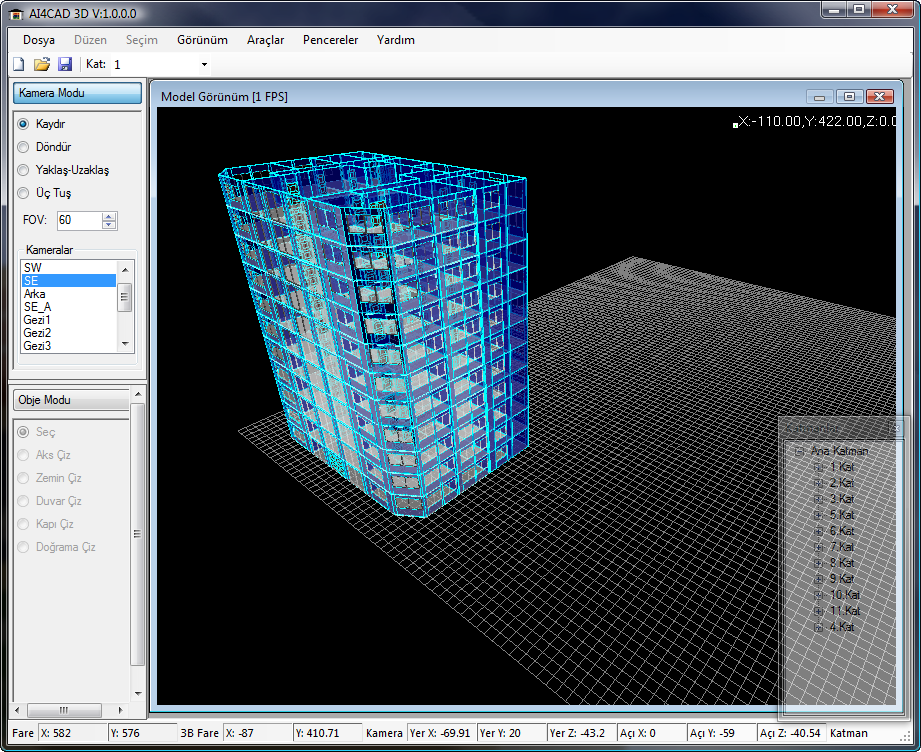 AI4CAD 3D V:1.0.0.0
Dosya Düzen Seçim Görünüm Araçlar Pencereler Yardım
Kat: 1
Kamera Modu
Kaydır
Döndür
Yaklaş-Uzaklaş
Üç Tuş
FOV: 60
Kameralar
SW
SE
Arka
SE_A
Gezi1
Gezi2
Gezi3
Obje Modu
Seç
Aks Çiz
Zemin Çiz
Duvar Çiz
Kapı Çiz
Doğrama Çiz
Model Görünüm [1 FPS]
X:-110.00,Y:422.00,Z:0.0
Ana Katman
1.Kat
2.Kat
3.Kat
5.Kat
6.Kat
7.Kat
8.Kat
9.Kat
10.Kat
11.Kat
4.Kat
Fare X: 582 Y: 576 3B Fare X: -87 Y: 410.71 Kamera Yer X: -69.91 Yer Y: 20 Yer Z: -43.2 Açı X: 0 Açı Y: -59 Açı Z: -40.54 Katman